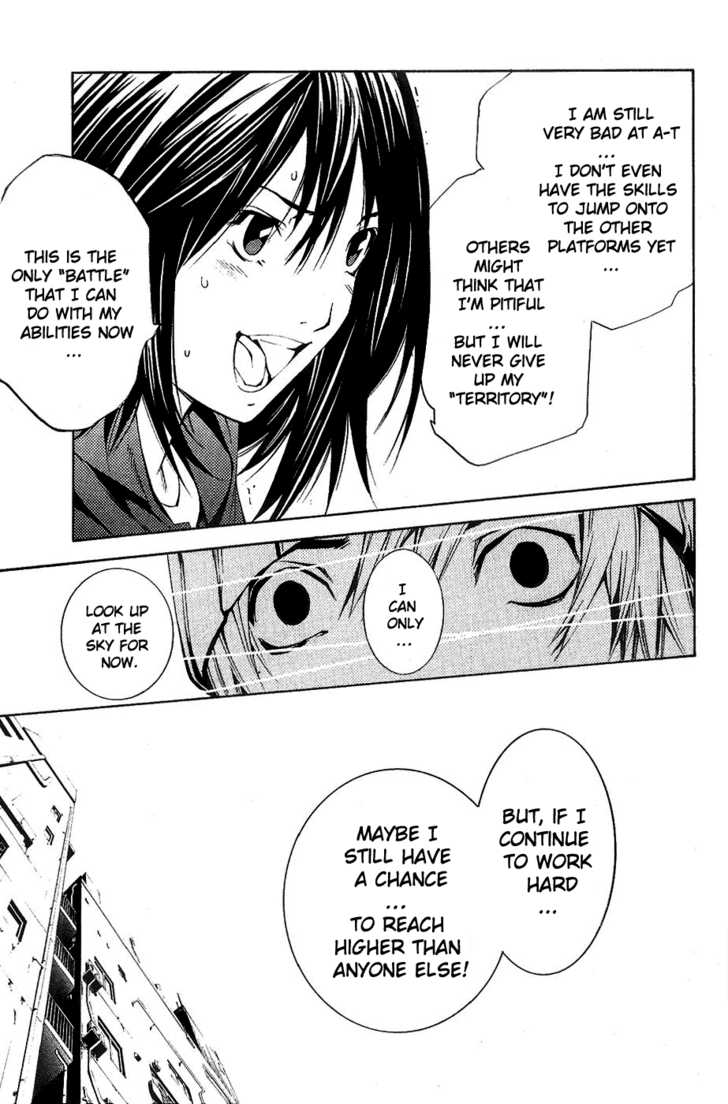 I AM STILL
VERY BAD AT A-T
...
I DON'T EVEN
HAVE THE SKILLS
TO JUMP ONTO
THE OTHER
PLATFORMS YET
...
OTHERS
MIGHT
THINK THAT
I'M PITIFUL
...
BUT I WILL
NEVER GIVE
UP MY
"TERRITORY"!
THIS IS THE
ONLY "BATTLE"
THAT I CAN
DO WITH MY
ABILITIES NOW
...
I
CAN
ONLY
...
LOOK UP
AT THE
SKY FOR
NOW.
BUT, IF I
CONTINUE
TO WORK
HARD
...
MAYBE I
STILL HAVE
A CHANCE
...
TO REACH
HIGHER THAN
ANYONE ELSE!